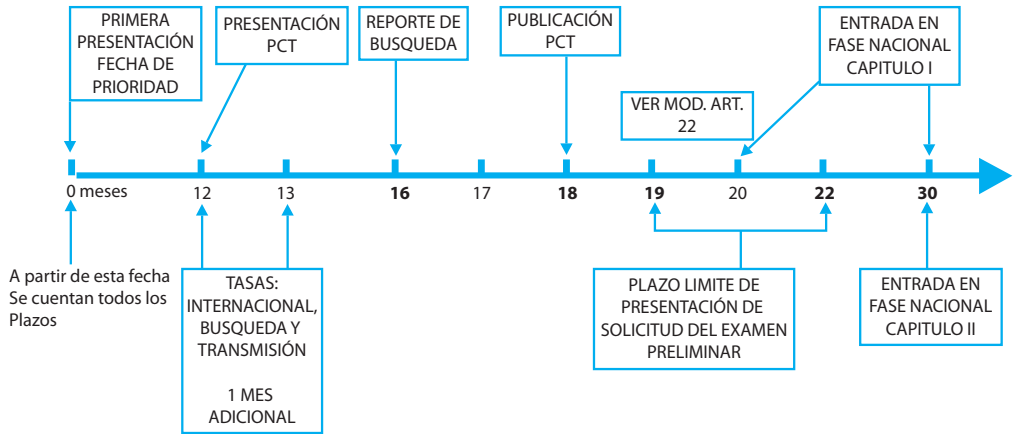 PRIMERA
PRESENTACIÓN
FECHA DE
PRIORIDAD
PRESENTACIÓN
PCT
REPORTE DE
BUSQUEDA
PUBLICACIÓN
PCT
ENTRADA EN
FASE NACIONAL
CAPITULO I
VER MOD. ART.
22
0 meses
12
13
16
17
18
19
20
22
30
A partir de esta fecha
Se cuentan todos los
Plazos
TASAS:
INTERNACIONAL,
BUSQUEDA Y
TRANSMISIÓN
1 MES
ADICIONAL
PLAZO LIMITE DE
PRESENTACIÓN DE
SOLICITUD DEL EXAMEN
PRELIMINAR
ENTRADA EN
FASE NACIONAL
CAPITULO II